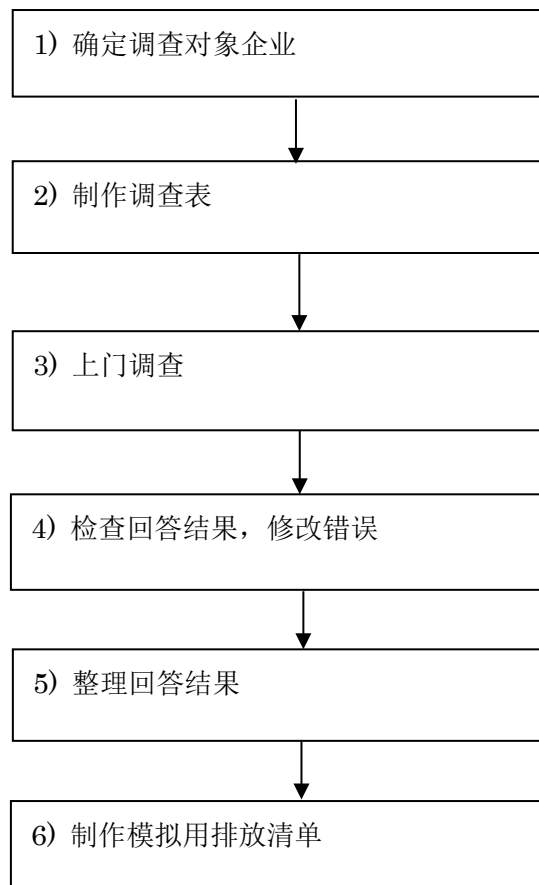 1) 确定调查对象企业
2) 制作调查表
3) 上门调查
4) 检查回答结果，修改错误
5) 整理回答结果
6) 制作模拟用排放清单